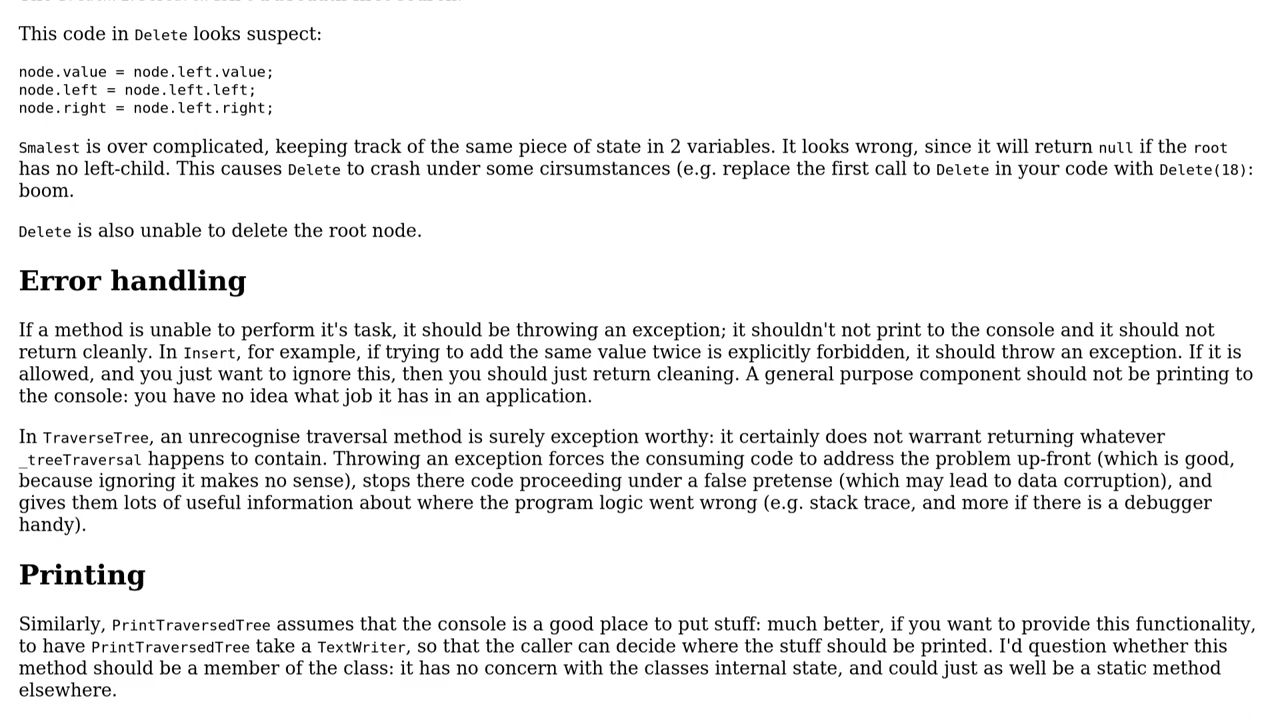 This code in Delete looks suspect:
node.value = node.left.value;
node.left = node.left.left;
node.right = node.left.right;
Smalest is over complicated, keeping track of the same piece of state in 2 variables. It looks wrong, since it will return null if the root
has no left-child. This causes Delete to crash under some cirsumstances (e.g. replace the first call to Delete in your code with Delete(18):
boom.
Delete is also unable to delete the root node.
Error handling
If a method is unable to perform it's task, it should be throwing an exception; it shouldn't not print to the console and it should not
return cleanly. In Insert, for example, if trying to add the same value twice is explicitly forbidden, it should throw an exception. If it is
allowed, and you just want to ignore this, then you should just return cleaning. A general purpose component should not be printing to
the console: you have no idea what job it has in an application.
In TraverseTree, an unrecognise traversal method is surely exception worthy: it certainly does not warrant returning whatever
_treeTraversal happens to contain. Throwing an exception forces the consuming code to address the problem up-front (which is good,
because ignoring it makes no sense), stops there code proceeding under a false pretense (which may lead to data corruption), and
gives them lots of useful information about where the program logic went wrong (e.g. stack trace, and more if there is a debugger
handy).
Printing
Similarly, PrintTraversedTree assumes that the console is a good place to put stuff: much better, if you want to provide this functionality,
to have PrintTraversedTree take a TextWriter, so that the caller can decide where the stuff should be printed. I'd question whether this
method should be a member of the class: it has no concern with the classes internal state, and could just as well be a static method
elsewhere.